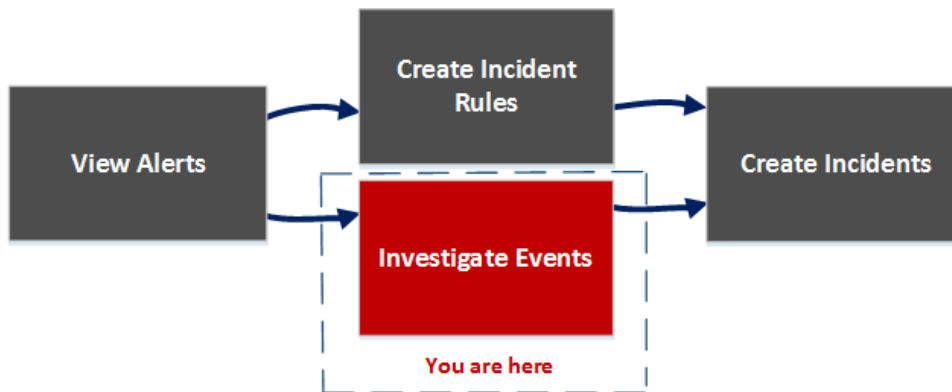 Create Incident
Rules
View Alerts
Create Incidents
Investigate Events
You are here